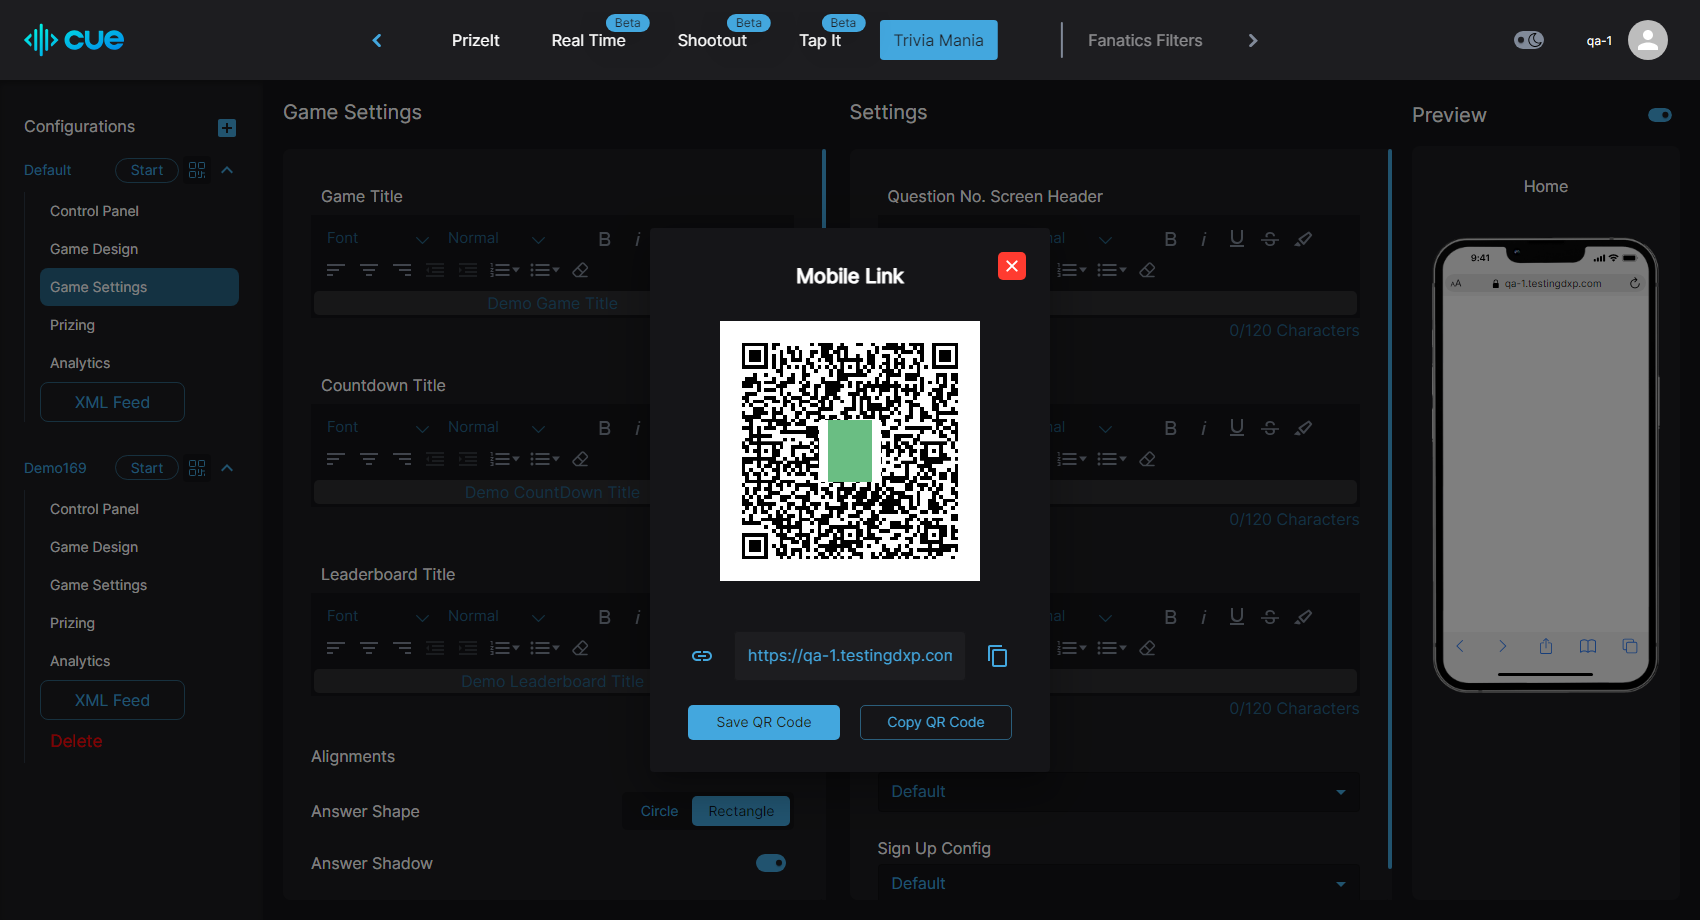 cue
PrizeIt
Real Time
Beta
Shootout
Beta
Tap It
Beta
Trivia Mania
Fanatics Filters
qa-1
Configurations
Default
Start
Control Panel
Game Design
Game Settings
Prizing
Analytics
XML Feed
Demo169
Start
Control Panel
Game Design
Game Settings
Prizing
Analytics
XML Feed
Delete
Game Settings
Game Title
Font
Normal
B i
Demo Game Title
Countdown Title
Font
Normal
B i
Demo CountDown Title
Leaderboard Title
Font
Normal
B i
Demo Leaderboard Title
Alignments
Answer Shape
Circle
Rectangle
Answer Shadow
Mobile Link
https://qa-1.testingdxp.com
Save QR Code
Copy QR Code
Settings
Question No. Screen Header
al
B i U S
0/120 Characters
al
B i U S
0/120 Characters
al
B i U S
0/120 Characters
Default
Sign Up Config
Default
Preview
Home
9:41
AA
qa-1.testingdxp.com